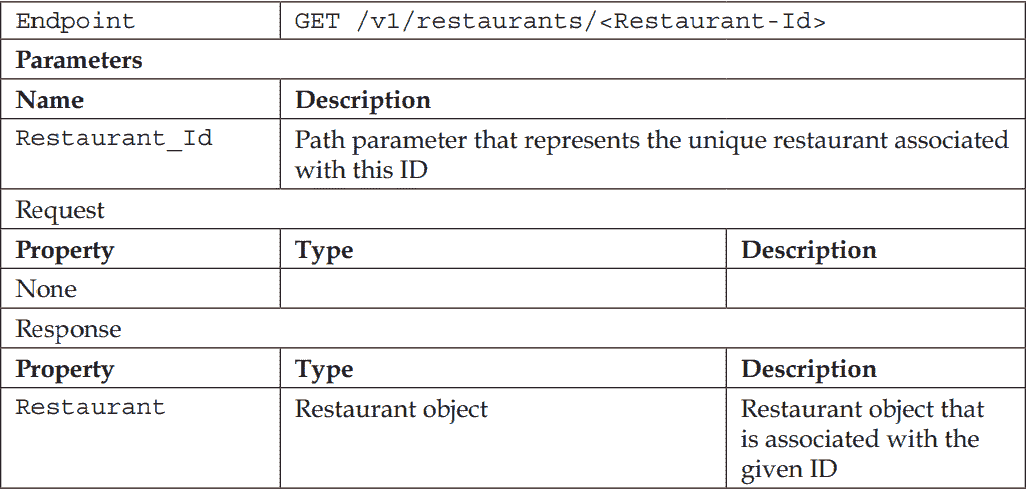 Endpoint GET /v1/restaurants/<Restaurant-Id>
Parameters
Name Description
Restaurant_Id Path parameter that represents the unique restaurant associated
with this ID
Request
Property Type Description
None
Response
Property Type Description
Restaurant Restaurant object Restaurant object that
is associated with the
given ID